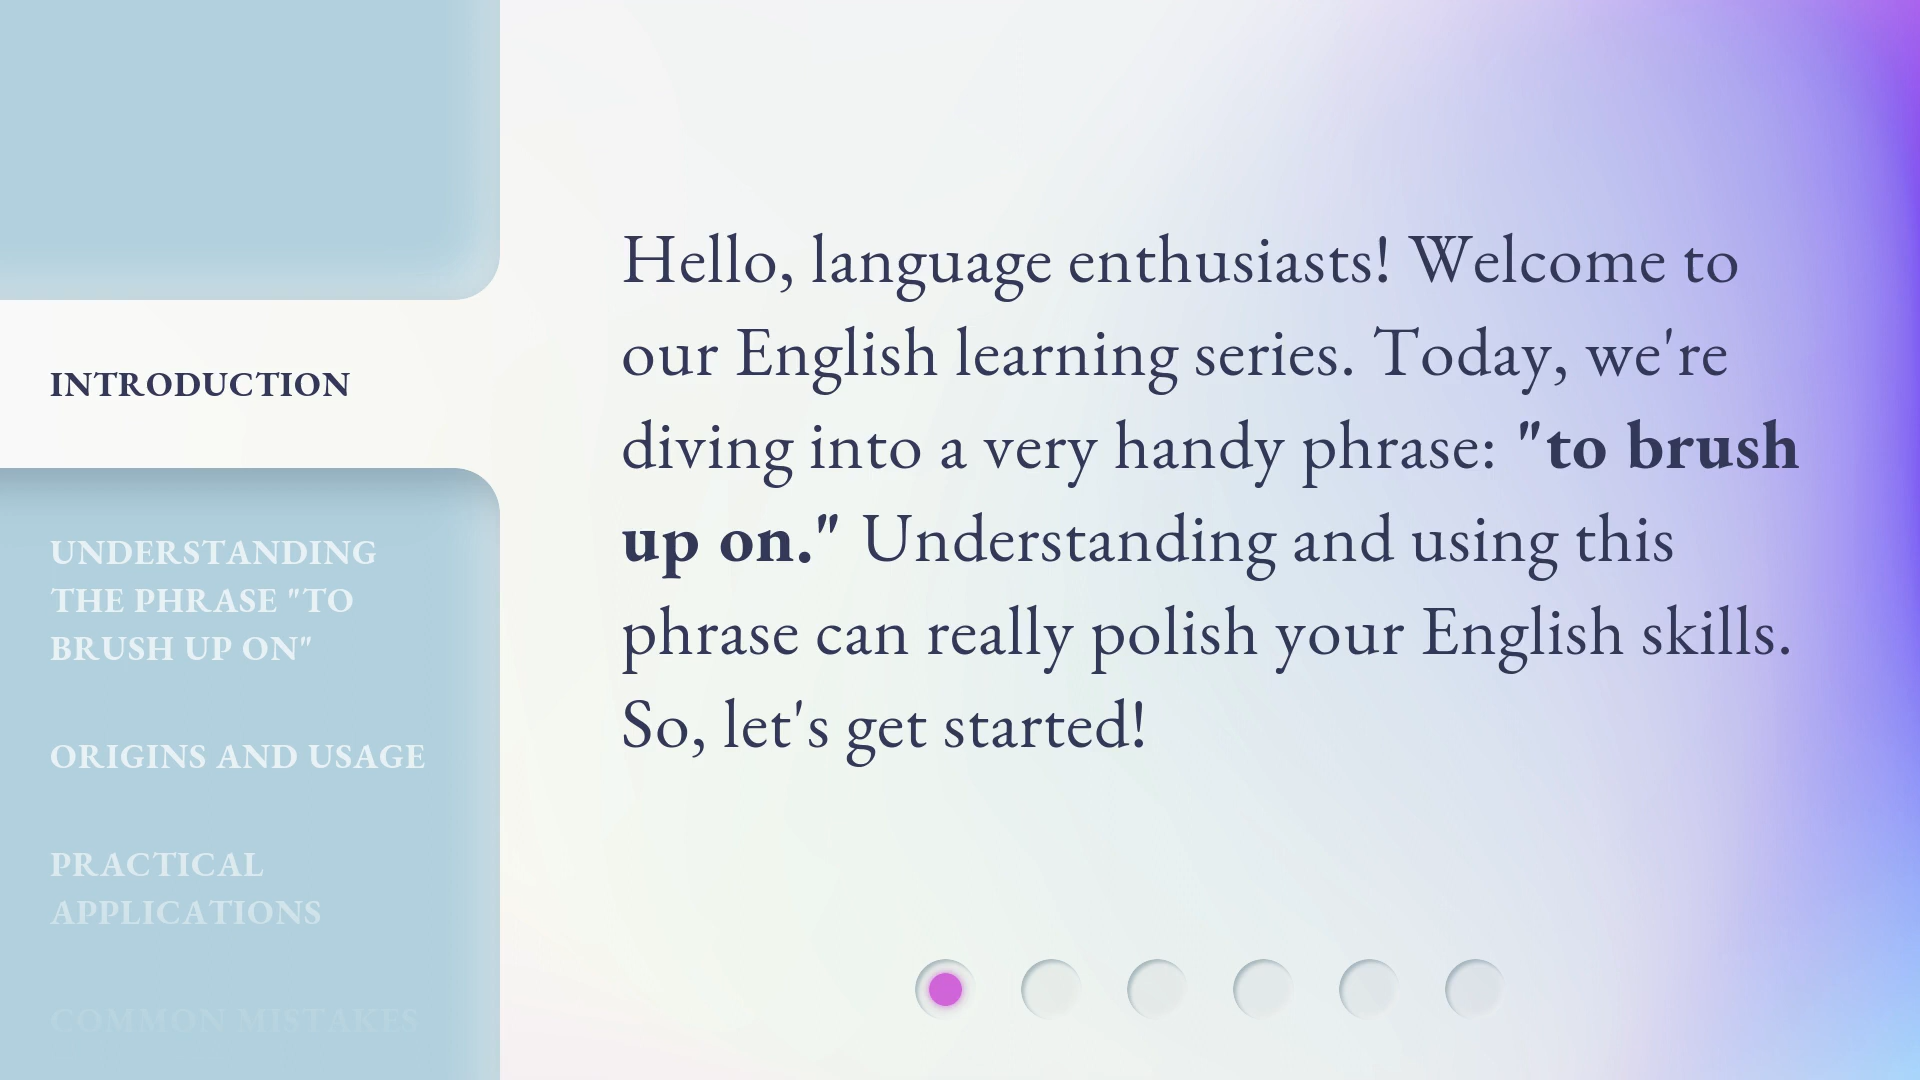 INTRODUCTION
UNDERSTANDING
THE PHRASE "TO
BRUSH UP ON"
ORIGINS AND USAGE
PRACTICAL
APPLICATIONS
COMMON MISTAKES
Hello, language enthusiasts! Welcome to
our English learning series. Today, we're
diving into a very handy phrase: "to brush
up on." Understanding and using this
phrase can really polish your English skills.
So, let's get started!